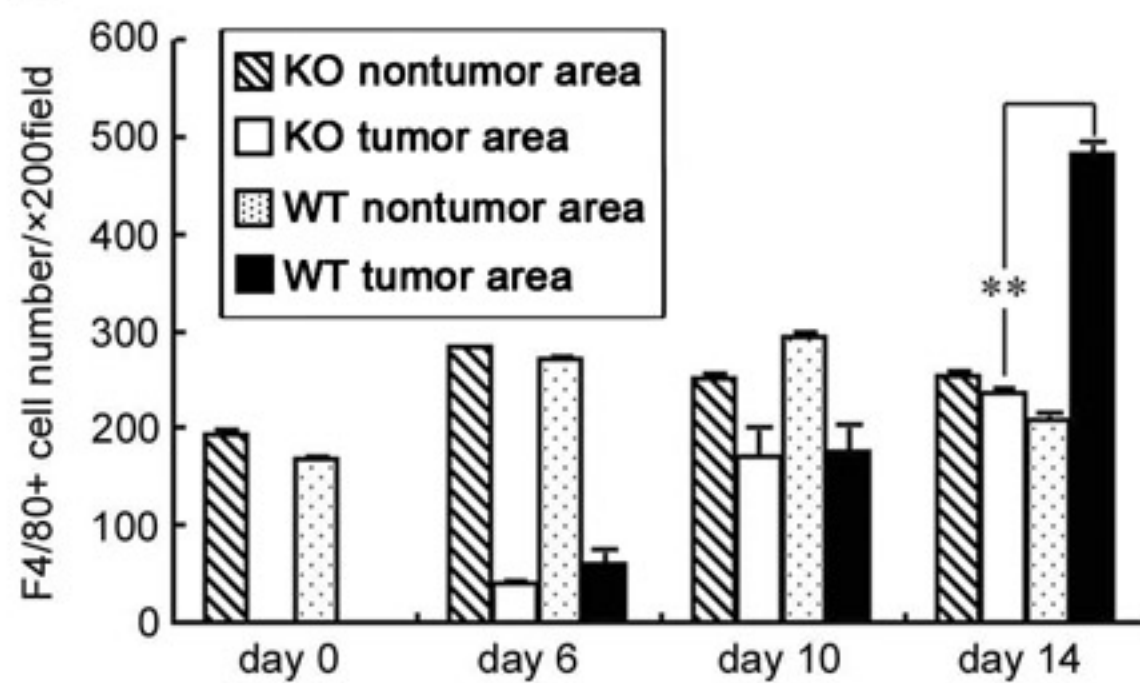 600
500
400
300
200
100
0
F4/80+ cell number/×200field
KO nontumor area
KO tumor area
WT nontumor area
WT tumor area
**
day 0
day 6
day 10
day 14